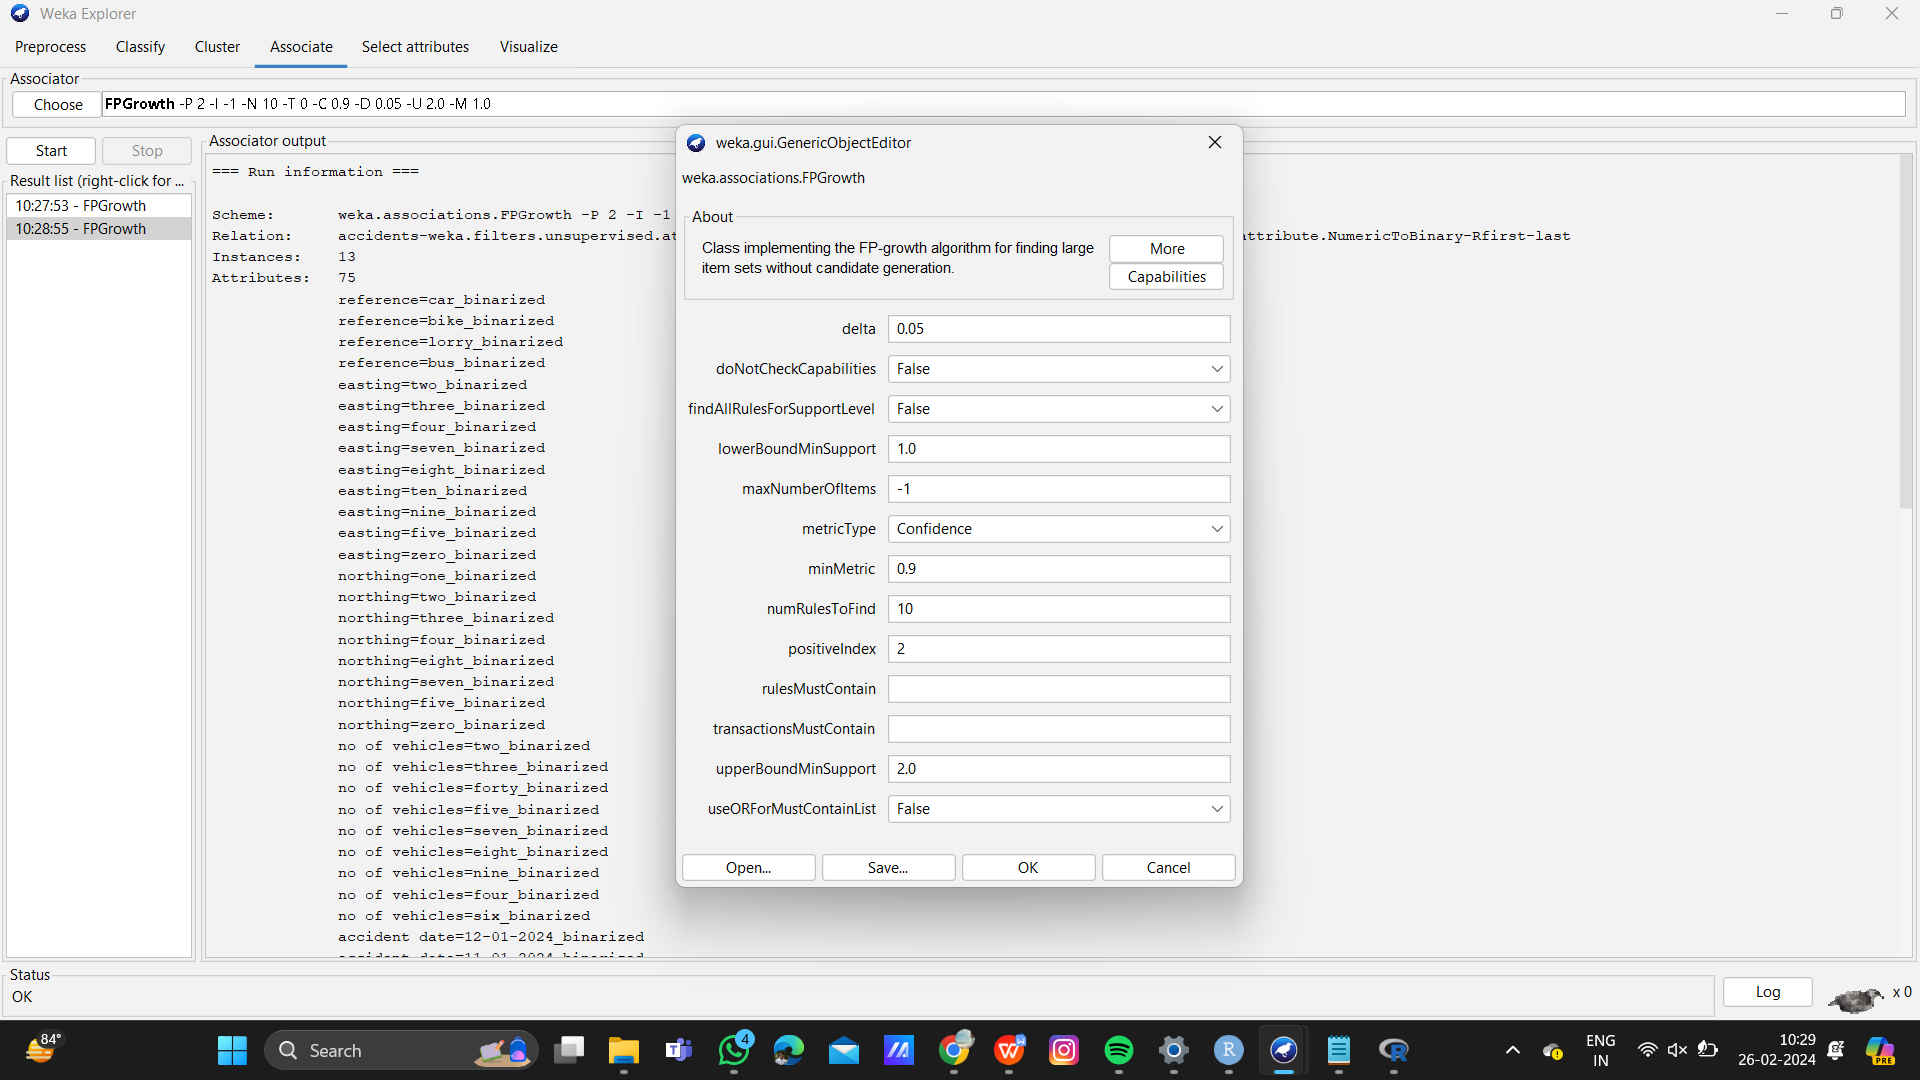 Weka Explorer
Preprocess Classify Cluster Associate Select attributes Visualize
Associator
Choose FPGrowth -P 2 -I -1 -N 10 -T 0 -C 0.9 -D 0.05 -U 2.0 -M 1.0
Start Stop
Result list (right-click for ...
10:27:53 - FPGrowth
10:28:55 - FPGrowth
Associator output
=== Run information ===
Scheme: weka.associations.FPGrowth -P 2 -I -1
Relation: accidents-weka.filters.unsupervised.at
ttribute.NumericToBinary-Rfirst-last
Instances: 13
Attributes: 75
reference=car_binarized
reference=bike_binarized
reference=lorry_binarized
reference=bus_binarized
easting=two_binarized
easting=three_binarized
easting=four_binarized
easting=seven_binarized
easting=eight_binarized
easting=ten_binarized
easting=nine_binarized
easting=five_binarized
easting=zero_binarized
northing=one_binarized
northing=two_binarized
northing=three_binarized
northing=four_binarized
northing=eight_binarized
northing=seven_binarized
northing=five_binarized
northing=zero_binarized
no of vehicles=two_binarized
no of vehicles=three_binarized
no of vehicles=forty_binarized
no of vehicles=five_binarized
no of vehicles=seven_binarized
no of vehicles=eight_binarized
no of vehicles=nine_binarized
no of vehicles=four_binarized
no of vehicles=six_binarized
accident date=12-01-2024_binarized
accident date=11-01-2024_binarized
weka.gui.GenericObjectEditor
weka.associations.FPGrowth
About
Class implementing the FP-growth algorithm for finding large
item sets without candidate generation.
More
Capabilities
delta 0.05
doNotCheckCapabilities False
findAllRulesForSupportLevel False
lowerBoundMinSupport 1.0
maxNumberOfItems -1
metricType Confidence
minMetric 0.9
numRulesToFind 10
positiveIndex 2
rulesMustContain
transactionsMustContain
upperBoundMinSupport 2.0
useORForMustContainList False
Open... Save... OK Cancel
Status
OK
Log
x 0
84°
Search
4
ENG
IN
10:29
26-02-2024
PRE